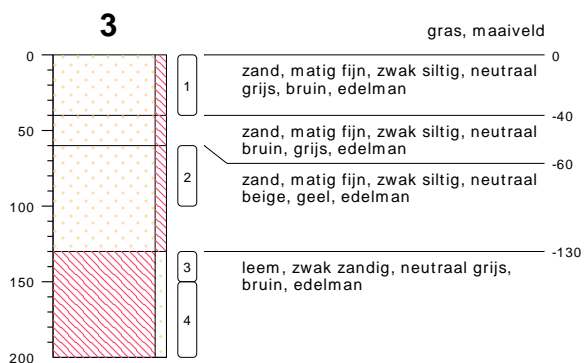 3
gras, maaiveld
0
50
100
150
200
1
2
3
4
0
zand, matig fijn, zwak siltig, neutraal
grijs, bruin, edelman
-40
zand, matig fijn, zwak siltig, neutraal
bruin, grijs, edelman
-60
zand, matig fijn, zwak siltig, neutraal
beige, geel, edelman
-130
leem, zwak zandig, neutraal grijs,
bruin, edelman